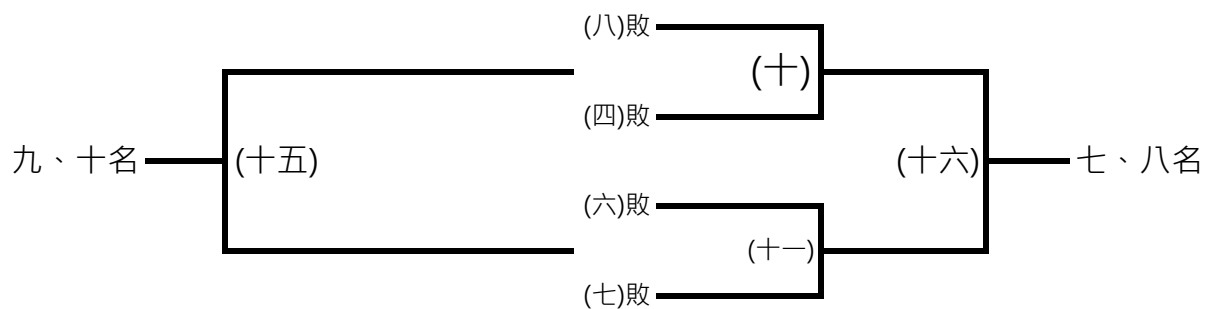 (八)敗
(十)
(四)敗
九、十名
(十五)
(十六)
七、八名
(六)敗
(十一)
(七)敗